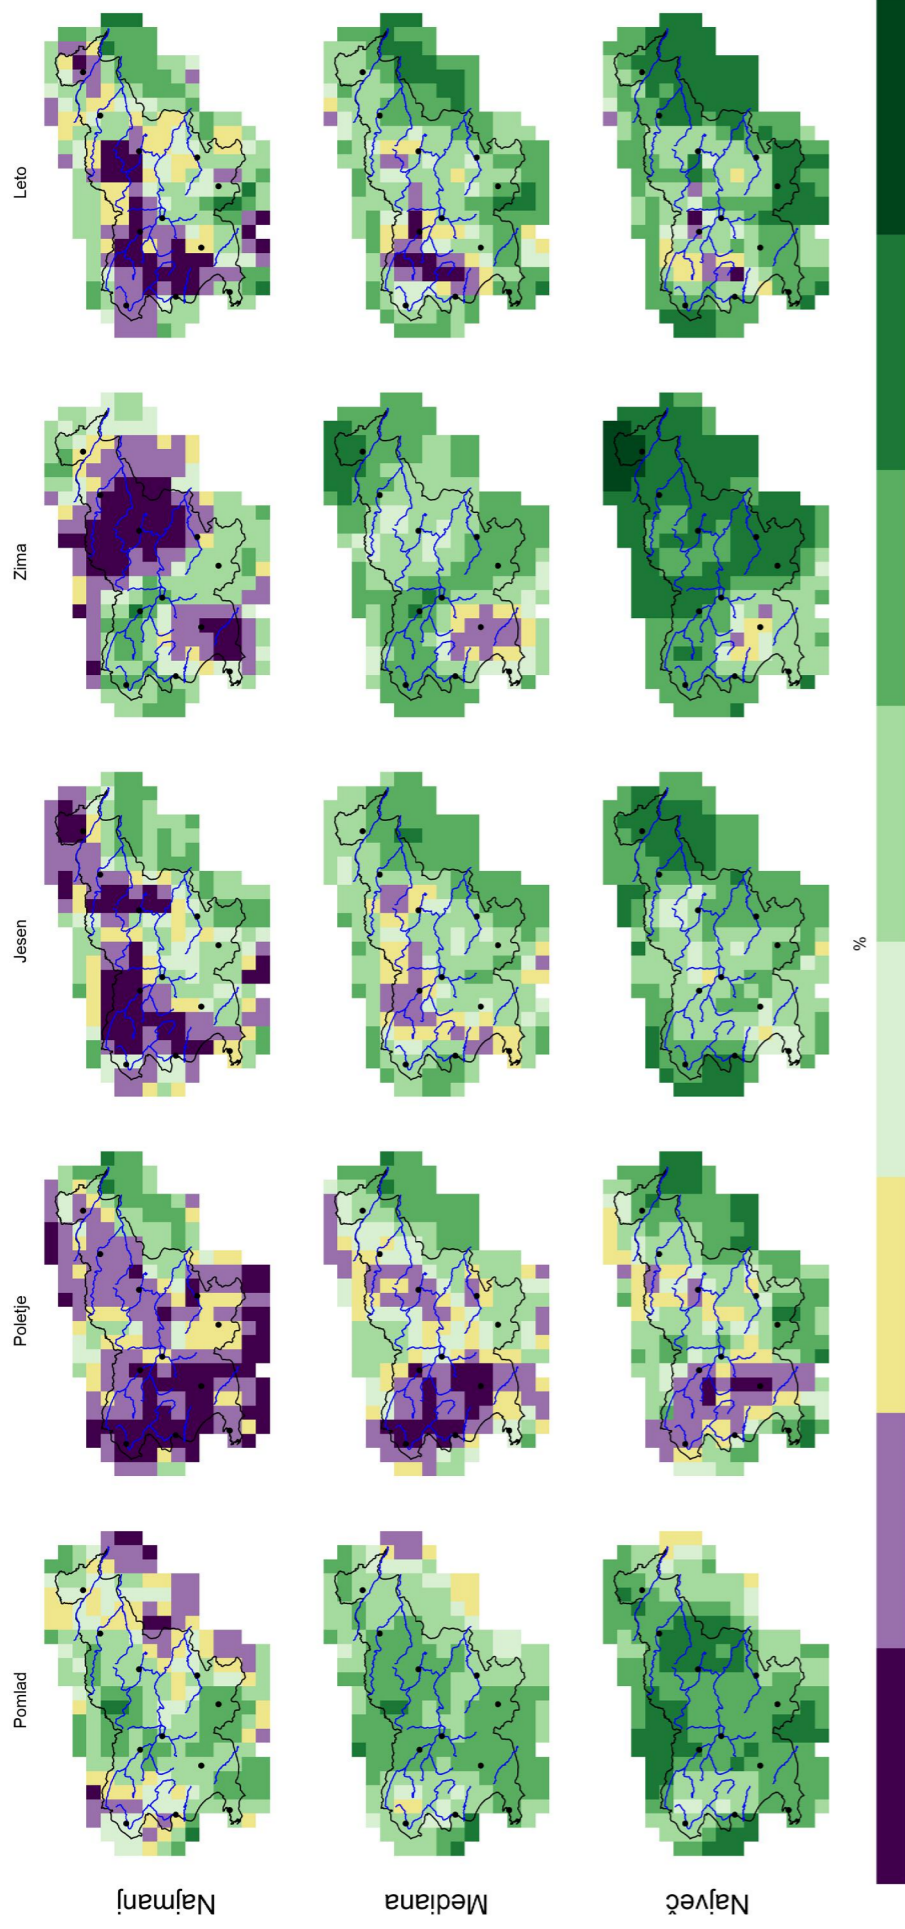 Leto
Zima
Jesen
Poletje
Pomlad
Najmanj
Mediana
Največ
%